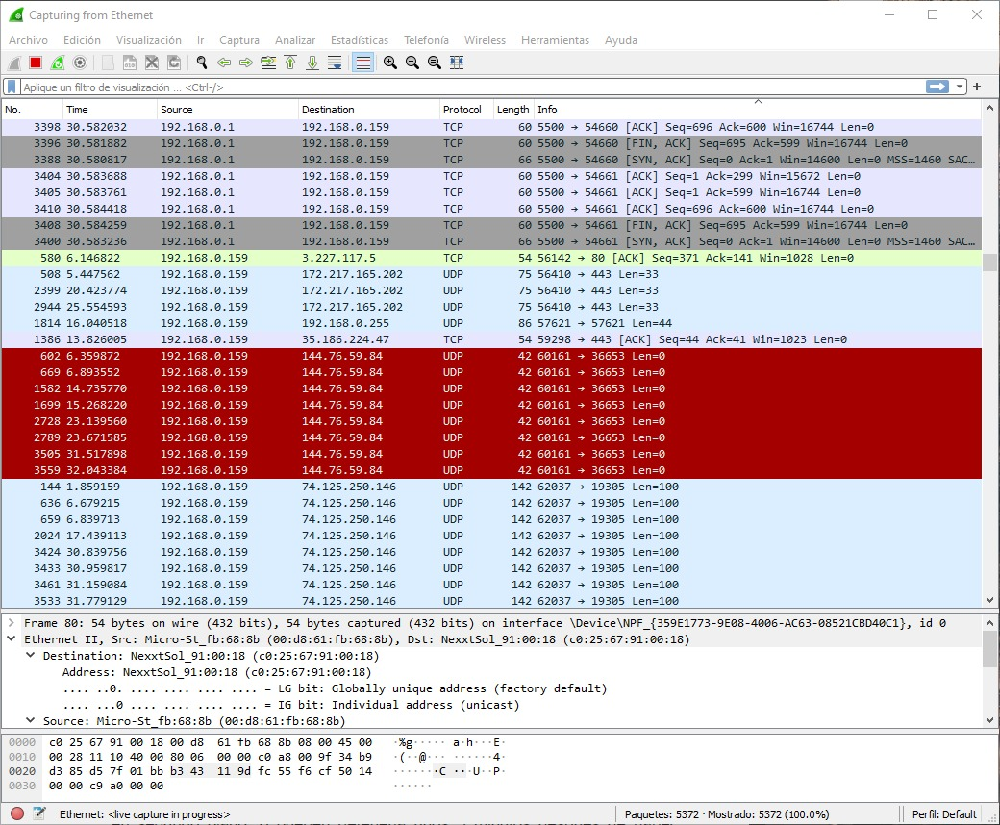 Capturing from Ethernet
Archivo Edición Visualización Ir Captura Analizar Estadísticas Telefonía Wireless Herramientas Ayuda
Aplique un filtro de visualización ... <Ctrl-/>
No. Time Source Destination Protocol Length Info
3398 30.582032 192.168.0.1 192.168.0.159 TCP 60 5500 → 54660 [ACK] Seq=696 Ack=600 Win=16744 Len=0
3396 30.581882 192.168.0.1 192.168.0.159 TCP 60 5500 → 54660 [FIN, ACK] Seq=695 Ack=599 Win=16744 Len=0
3388 30.580817 192.168.0.1 192.168.0.159 TCP 66 5500 → 54660 [SYN, ACK] Seq=0 Ack=1 Win=14600 Len=0 MSS=1460 SAC…
3404 30.583688 192.168.0.1 192.168.0.159 TCP 60 5500 → 54661 [ACK] Seq=1 Ack=299 Win=15672 Len=0
3405 30.583761 192.168.0.1 192.168.0.159 TCP 60 5500 → 54661 [ACK] Seq=1 Ack=599 Win=16744 Len=0
3410 30.584418 192.168.0.1 192.168.0.159 TCP 60 5500 → 54661 [ACK] Seq=696 Ack=600 Win=16744 Len=0
3408 30.584259 192.168.0.1 192.168.0.159 TCP 60 5500 → 54661 [FIN, ACK] Seq=695 Ack=599 Win=16744 Len=0
3400 30.583236 192.168.0.1 192.168.0.159 TCP 66 5500 → 54661 [SYN, ACK] Seq=0 Ack=1 Win=14600 Len=0 MSS=1460 SAC…
580 6.146822 192.168.0.159 3.227.117.5 TCP 54 56142 → 80 [ACK] Seq=371 Ack=141 Win=1028 Len=0
508 5.447562 192.168.0.159 172.217.165.202 UDP 75 56410 → 443 Len=33
2399 20.423774 192.168.0.159 172.217.165.202 UDP 75 56410 → 443 Len=33
2944 25.554593 192.168.0.159 172.217.165.202 UDP 75 56410 → 443 Len=33
1814 16.040518 192.168.0.159 192.168.0.255 UDP 86 57621 → 57621 Len=44
1386 13.826005 192.168.0.159 35.186.224.47 TCP 54 59298 → 443 [ACK] Seq=44 Ack=41 Win=1023 Len=0
602 6.359872 192.168.0.159 144.76.59.84 UDP 42 60161 → 36653 Len=0
669 6.893552 192.168.0.159 144.76.59.84 UDP 42 60161 → 36653 Len=0
1582 14.735770 192.168.0.159 144.76.59.84 UDP 42 60161 → 36653 Len=0
1699 15.268220 192.168.0.159 144.76.59.84 UDP 42 60161 → 36653 Len=0
2728 23.139560 192.168.0.159 144.76.59.84 UDP 42 60161 → 36653 Len=0
2789 23.671585 192.168.0.159 144.76.59.84 UDP 42 60161 → 36653 Len=0
3505 31.517898 192.168.0.159 144.76.59.84 UDP 42 60161 → 36653 Len=0
3559 32.043384 192.168.0.159 144.76.59.84 UDP 42 60161 → 36653 Len=0
144 1.859159 192.168.0.159 74.125.250.146 UDP 142 62037 → 19305 Len=100
636 6.679215 192.168.0.159 74.125.250.146 UDP 142 62037 → 19305 Len=100
659 6.839713 192.168.0.159 74.125.250.146 UDP 142 62037 → 19305 Len=100
2024 17.439113 192.168.0.159 74.125.250.146 UDP 142 62037 → 19305 Len=100
3424 30.839756 192.168.0.159 74.125.250.146 UDP 142 62037 → 19305 Len=100
3433 30.959817 192.168.0.159 74.125.250.146 UDP 142 62037 → 19305 Len=100
3461 31.159084 192.168.0.159 74.125.250.146 UDP 142 62037 → 19305 Len=100
3533 31.779129 192.168.0.159 74.125.250.146 UDP 142 62037 → 19305 Len=100
Frame 80: 54 bytes on wire (432 bits), 54 bytes captured (432 bits) on interface \Device\NPF_{359E1773-9E08-4006-AC63-08521CBD40C1}, id 0
Ethernet II, Src: Micro-St_fb:68:8b (00:d8:61:fb:68:8b), Dst: NexxtSol_91:00:18 (c0:25:67:91:00:18)
Destination: NexxtSol_91:00:18 (c0:25:67:91:00:18)
Address: NexxtSol_91:00:18 (c0:25:67:91:00:18)
.... ..0. .... .... .... .... = LG bit: Globally unique address (factory default)
.... ...0 .... .... .... .... = IG bit: Individual address (unicast)
Source: Micro-St_fb:68:8b (00:d8:61:fb:68:8b)
0000 c0 25 67 91 00 18 00 d8 61 fb 68 8b 08 00 45 00 ·%g····· a·h···E·
0010 00 28 11 10 40 00 80 06 00 00 c0 a8 00 9f 34 b9 ·(··@··· ······4·
0020 d3 85 d5 7f 01 bb b3 43 11 9d fc 55 f6 cf 50 14 ·······C ···U··P·
0030 00 00 c9 a0 00 00 ······
Ethernet: <live capture in progress> Paquetes: 5372 · Mostrado: 5372 (100.0%) Perfil: Default